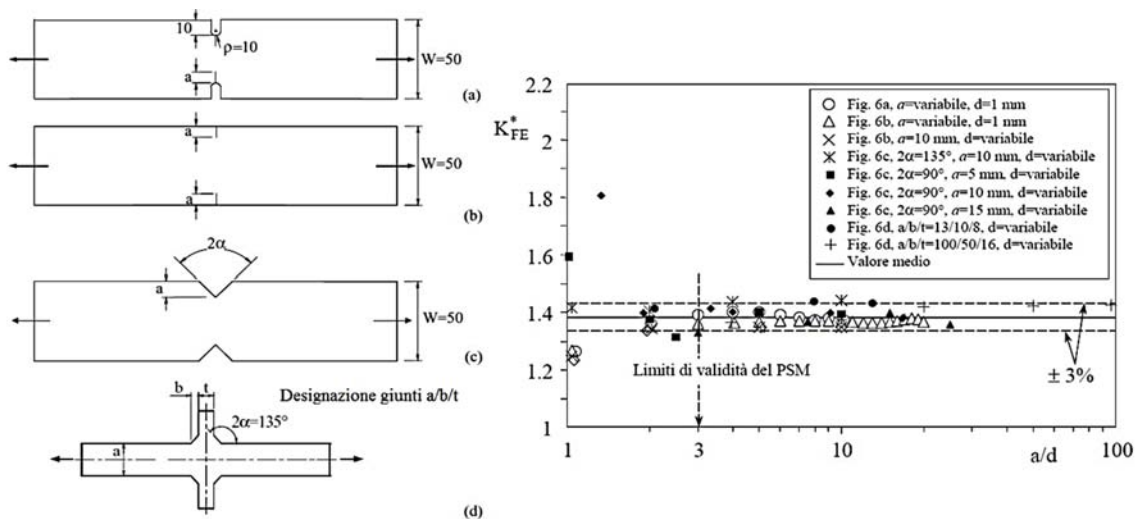 10
ρ=10
a
W=50
(a)
a
a
W=50
(b)
2α
a
W=50
(c)
b
t
Designazione giunti a/b/t
2α=135°
a
(d)
2.2
2
1.8
1.6
1.4
1.2
1
K*FE
Fig. 6a, a=variabile, d=1 mm
Fig. 6b, a=variabile, d=1 mm
Fig. 6b, a=10 mm, d=variabile
Fig. 6c, 2α=135°, a=10 mm, d=variabile
Fig. 6c, 2α=90°, a=5 mm, d=variabile
Fig. 6c, 2α=90°, a=10 mm, d=variabile
Fig. 6c, 2α=90°, a=15 mm, d=variabile
Fig. 6d, a/b/t=13/10/8, d=variabile
Fig. 6d, a/b/t=100/50/16, d=variabile
Valore medio
Limiti di validità del PSM
± 3%
1
3
10
a/d
100